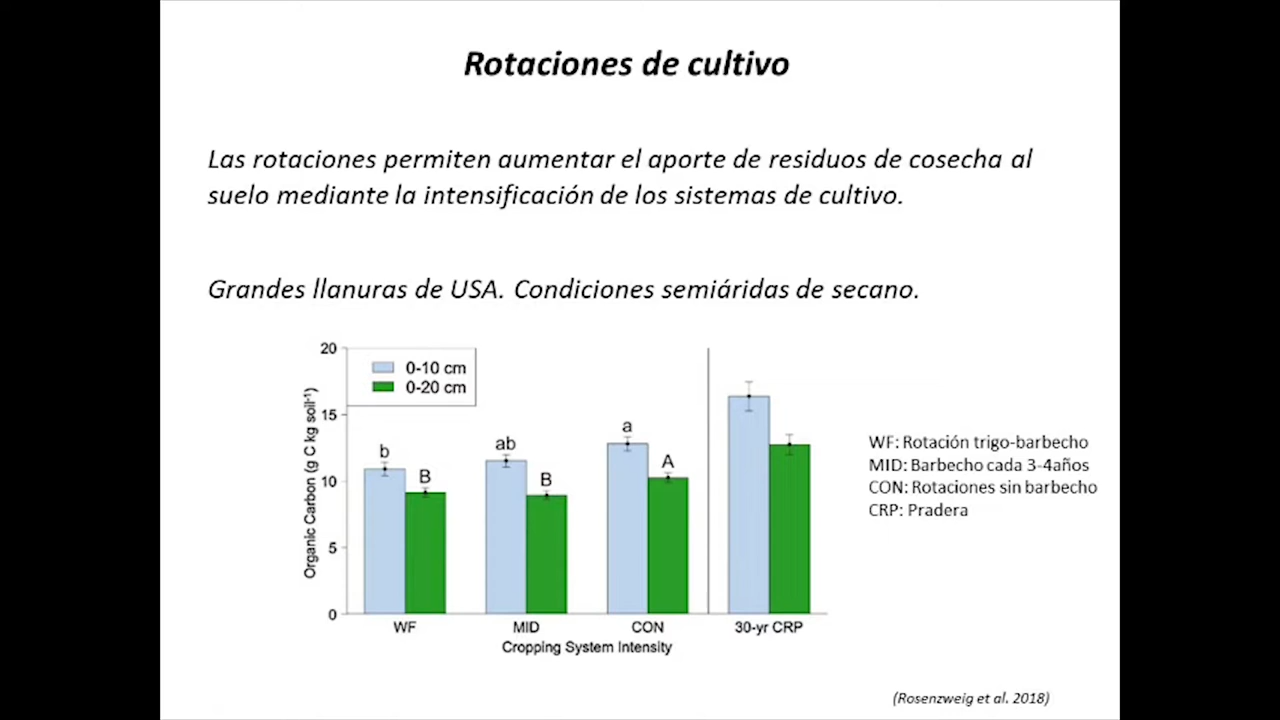 Rotaciones de cultivo
Las rotaciones permiten aumentar el aporte de residuos de cosecha al
suelo mediante la intensificación de los sistemas de cultivo.
Grandes llanuras de USA. Condiciones semiáridas de secano.
20
15
10
5
0
Organic Carbon (g C kg soil⁻¹)
0-10 cm
0-20 cm
b
B
ab
B
a
A
WF
MID
CON
30-yr CRP
Cropping System Intensity
WF: Rotación trigo-barbecho
MID: Barbecho cada 3-4años
CON: Rotaciones sin barbecho
CRP: Pradera
(Rosenzweig et al. 2018)